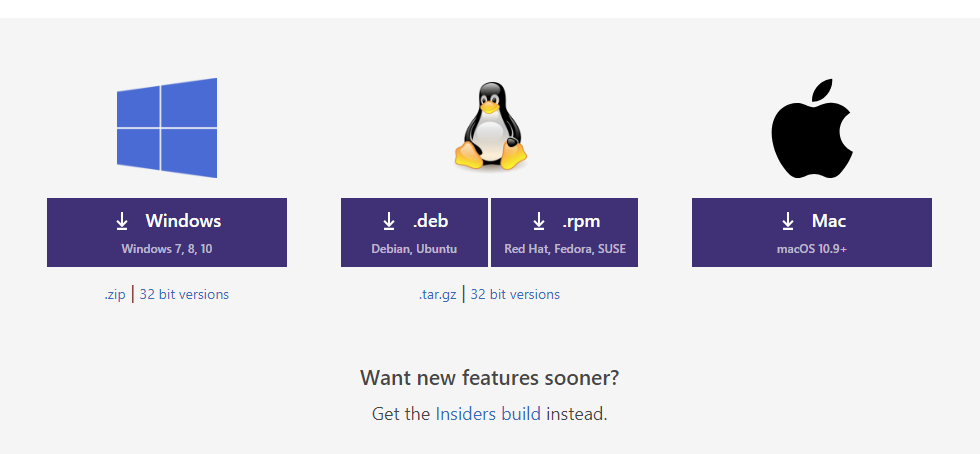 Windows
Windows 7, 8, 10
.zip | 32 bit versions
.deb
Debian, Ubuntu
.rpm
Red Hat, Fedora, SUSE
.tar.gz | 32 bit versions
Mac
macOS 10.9+
Want new features sooner?
Get the Insiders build instead.